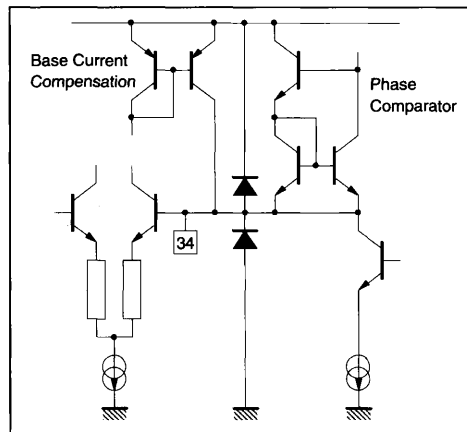 Base Current
Compensation
Phase
Comparator
34